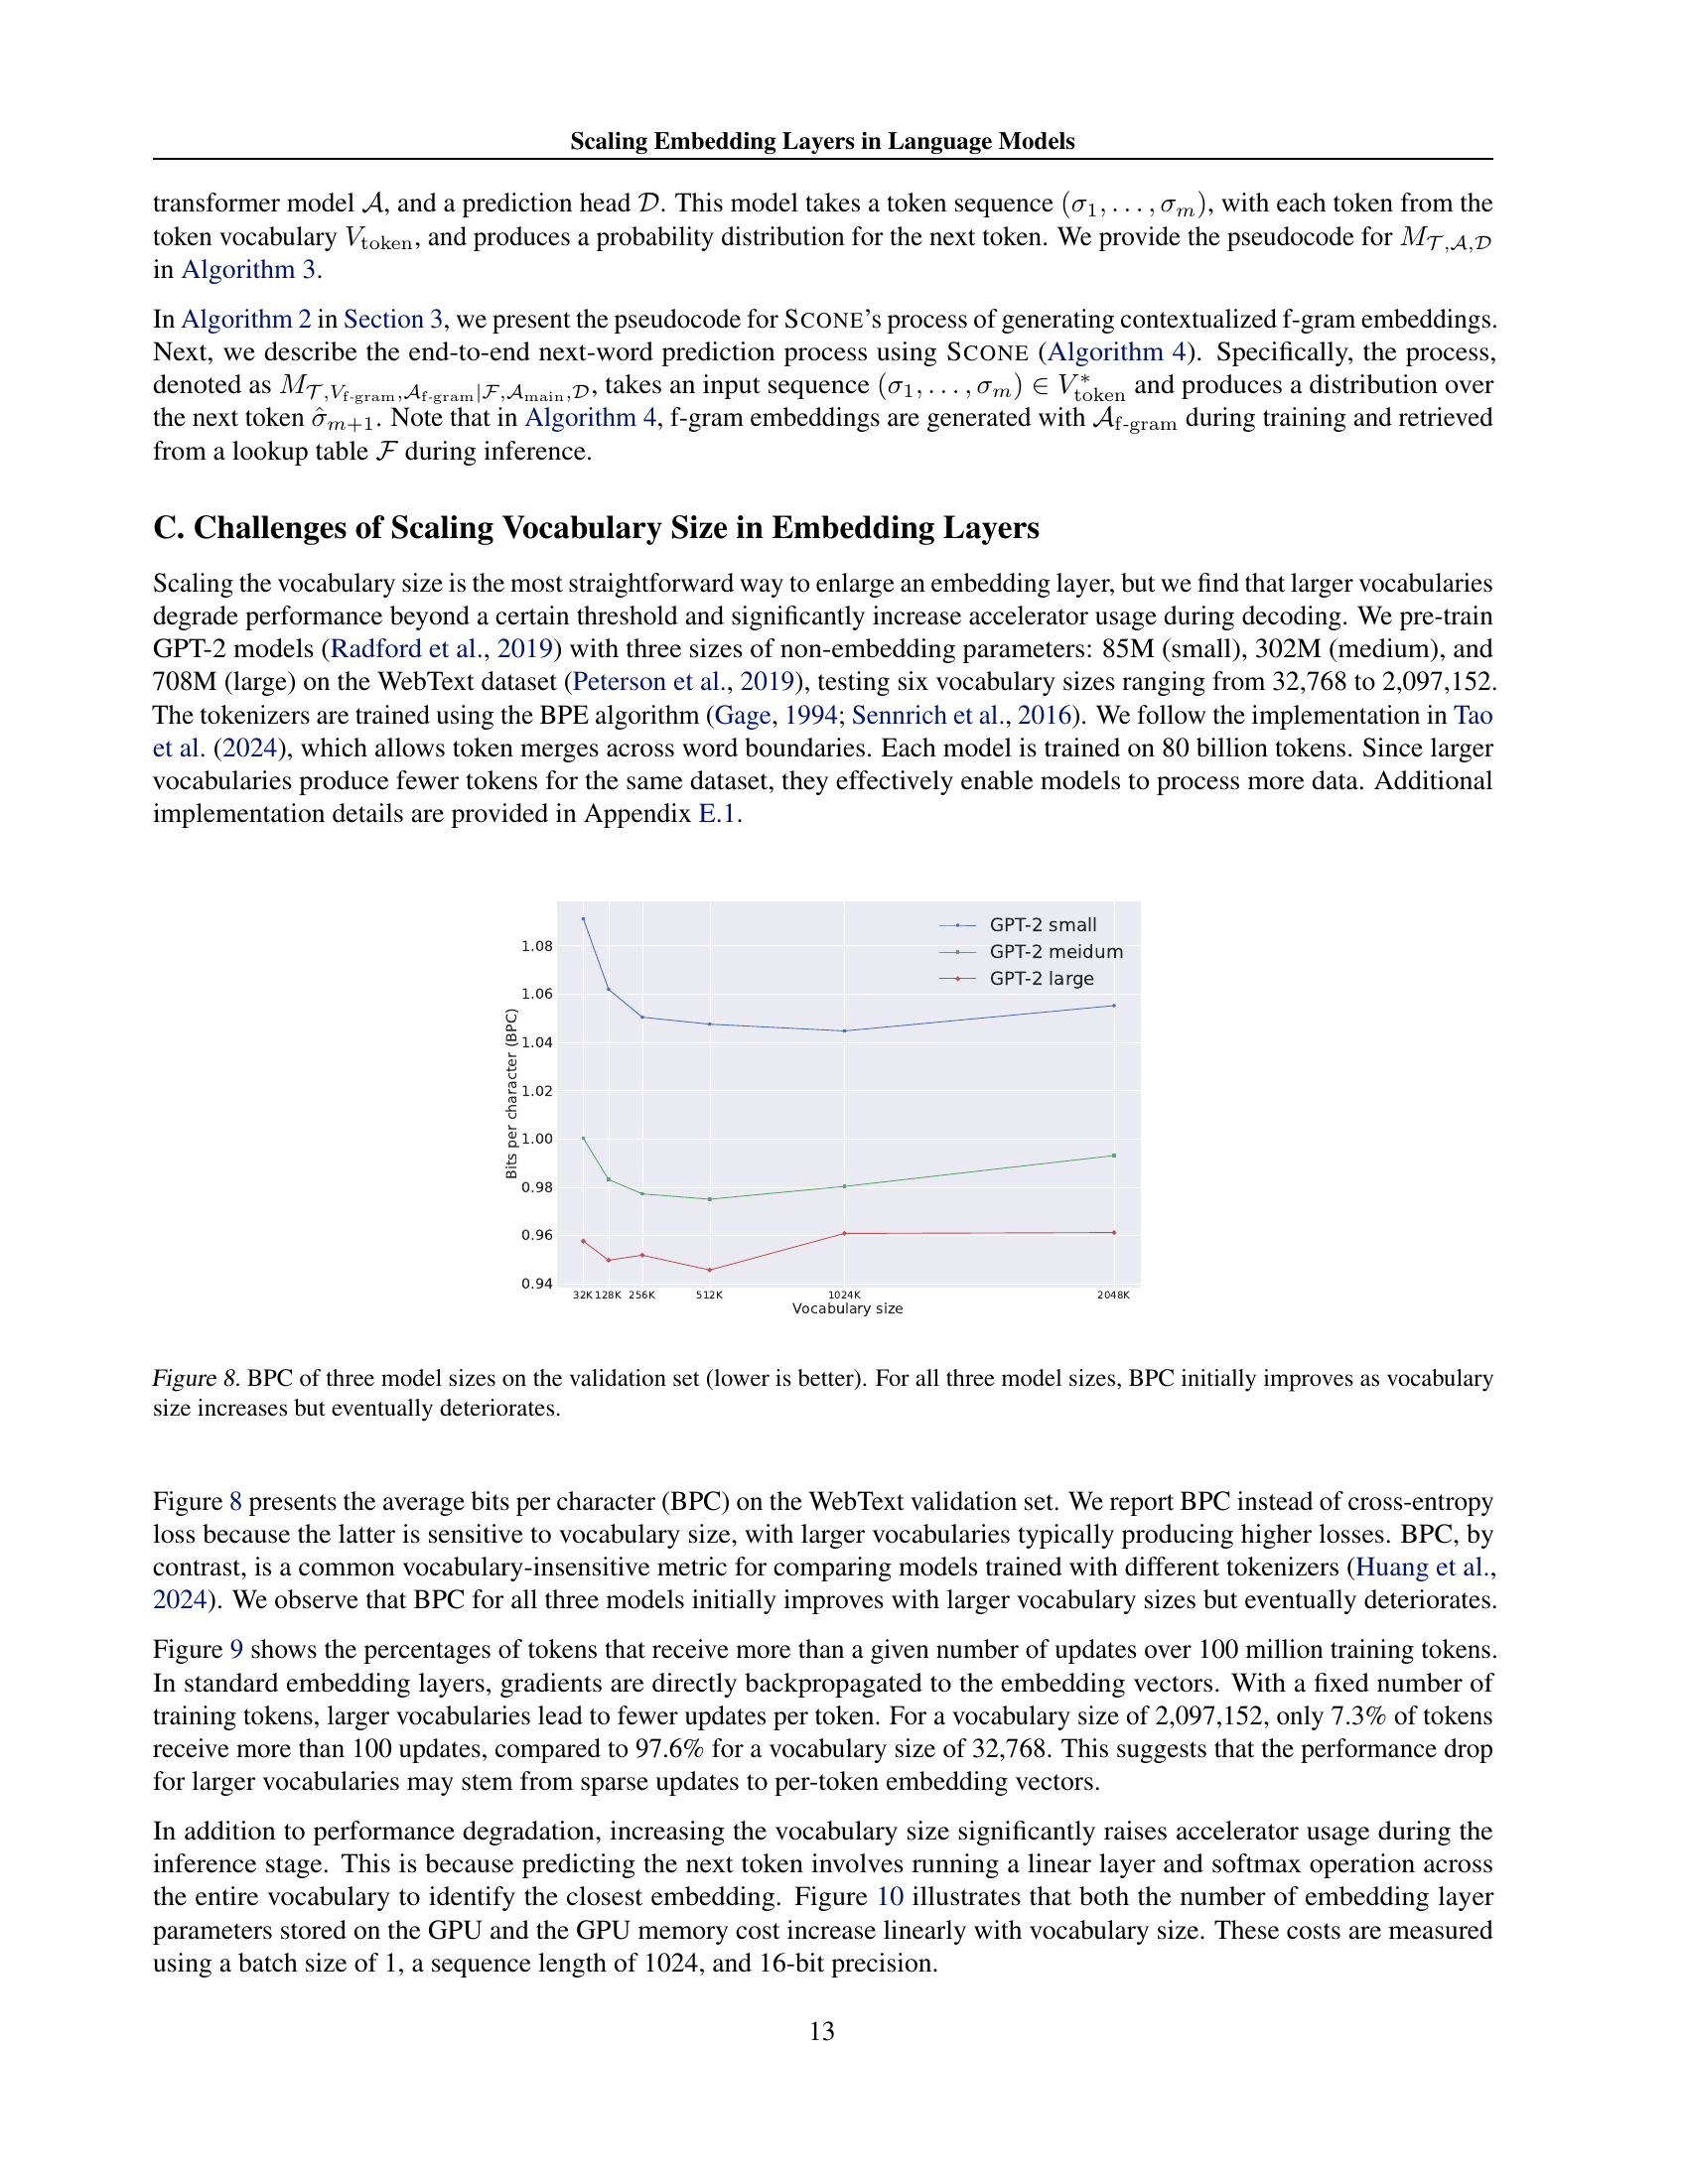 Scaling Embedding Layers in Language Models
transformer model 𝒜, and a prediction head 𝒟. This model takes a token sequence (σ₁, . . . , σₘ), with each token from the
token vocabulary V_token, and produces a probability distribution for the next token. We provide the pseudocode for M_{𝒯,𝒜,𝒟}
in Algorithm 3.
In Algorithm 2 in Section 3, we present the pseudocode for SCONE's process of generating contextualized f-gram embeddings.
Next, we describe the end-to-end next-word prediction process using SCONE (Algorithm 4). Specifically, the process,
denoted as M_{𝒯,V_{f-gram},𝒜_{f-gram}|ℱ,𝒜_{main},𝒟}, takes an input sequence (σ₁, . . . , σₘ) ∈ V*_token and produces a distribution over
the next token σ̂_{m+1}. Note that in Algorithm 4, f-gram embeddings are generated with 𝒜_{f-gram} during training and retrieved
from a lookup table ℱ during inference.
C. Challenges of Scaling Vocabulary Size in Embedding Layers
Scaling the vocabulary size is the most straightforward way to enlarge an embedding layer, but we find that larger vocabularies
degrade performance beyond a certain threshold and significantly increase accelerator usage during decoding. We pre-train
GPT-2 models (Radford et al., 2019) with three sizes of non-embedding parameters: 85M (small), 302M (medium), and
708M (large) on the WebText dataset (Peterson et al., 2019), testing six vocabulary sizes ranging from 32,768 to 2,097,152.
The tokenizers are trained using the BPE algorithm (Gage, 1994; Sennrich et al., 2016). We follow the implementation in Tao
et al. (2024), which allows token merges across word boundaries. Each model is trained on 80 billion tokens. Since larger
vocabularies produce fewer tokens for the same dataset, they effectively enable models to process more data. Additional
implementation details are provided in Appendix E.1.
GPT-2 small
GPT-2 meidum
GPT-2 large
Bits per character (BPC)
1.08
1.06
1.04
1.02
1.00
0.98
0.96
0.94
32K 128K 256K 512K 1024K 2048K
Vocabulary size
Figure 8. BPC of three model sizes on the validation set (lower is better). For all three model sizes, BPC initially improves as vocabulary
size increases but eventually deteriorates.
Figure 8 presents the average bits per character (BPC) on the WebText validation set. We report BPC instead of cross-entropy
loss because the latter is sensitive to vocabulary size, with larger vocabularies typically producing higher losses. BPC, by
contrast, is a common vocabulary-insensitive metric for comparing models trained with different tokenizers (Huang et al.,
2024). We observe that BPC for all three models initially improves with larger vocabulary sizes but eventually deteriorates.
Figure 9 shows the percentages of tokens that receive more than a given number of updates over 100 million training tokens.
In standard embedding layers, gradients are directly backpropagated to the embedding vectors. With a fixed number of
training tokens, larger vocabularies lead to fewer updates per token. For a vocabulary size of 2,097,152, only 7.3% of tokens
receive more than 100 updates, compared to 97.6% for a vocabulary size of 32,768. This suggests that the performance drop
for larger vocabularies may stem from sparse updates to per-token embedding vectors.
In addition to performance degradation, increasing the vocabulary size significantly raises accelerator usage during the
inference stage. This is because predicting the next token involves running a linear layer and softmax operation across
the entire vocabulary to identify the closest embedding. Figure 10 illustrates that both the number of embedding layer
parameters stored on the GPU and the GPU memory cost increase linearly with vocabulary size. These costs are measured
using a batch size of 1, a sequence length of 1024, and 16-bit precision.
13